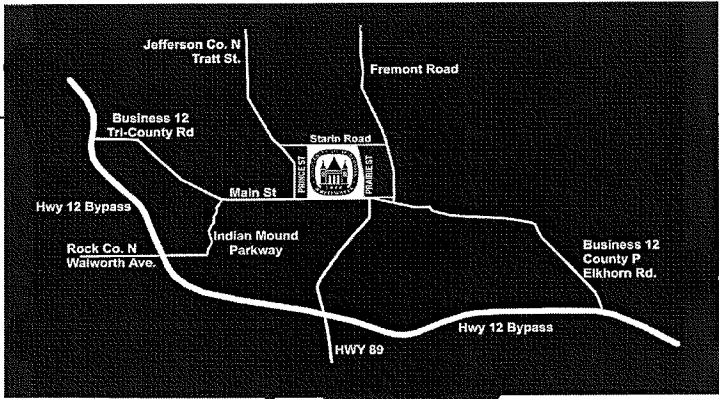 Jefferson Co. N
Tratt St.
Fremont Road
Business 12
Tri-County Rd
Starin Road
PRINCE ST
PRAIRIE ST
Main St
Hwy 12 Bypass
Indian Mound
Parkway
Rock Co. N
Walworth Ave.
Business 12
County P
Elkhorn Rd.
Hwy 12 Bypass
HWY 89